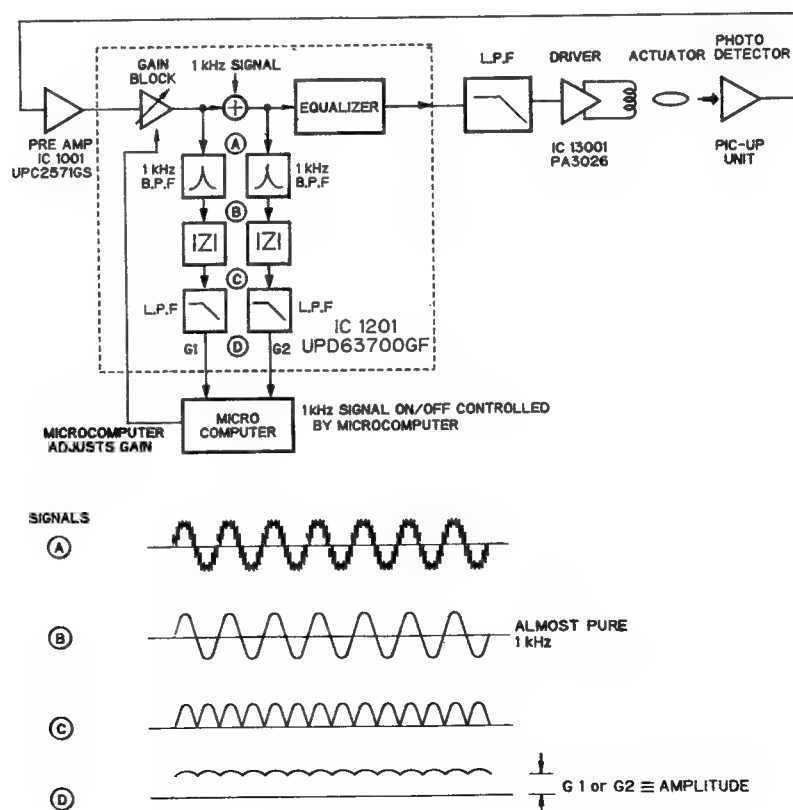 GAIN
BLOCK
1 kHz SIGNAL
EQUALIZER
L.P.F
DRIVER
ACTUATOR
PHOTO
DETECTOR
PRE AMP
IC 1001
UPC2571GS
IC 13001
PA3026
PIC-UP
UNIT
A
1 kHz
B.P.F
1 kHz
B.P.F
B
|Z|
|Z|
C
L.P.F
L.P.F
IC 1201
UPD63700GF
D
G1
G2
MICRO
COMPUTER
1kHz SIGNAL ON/OFF CONTROLLED
BY MICROCOMPUTER
MICROCOMPUTER
ADJUSTS GAIN
SIGNALS
A
B
ALMOST PURE
1 kHz
C
D
G 1 or G2 ≡ AMPLITUDE